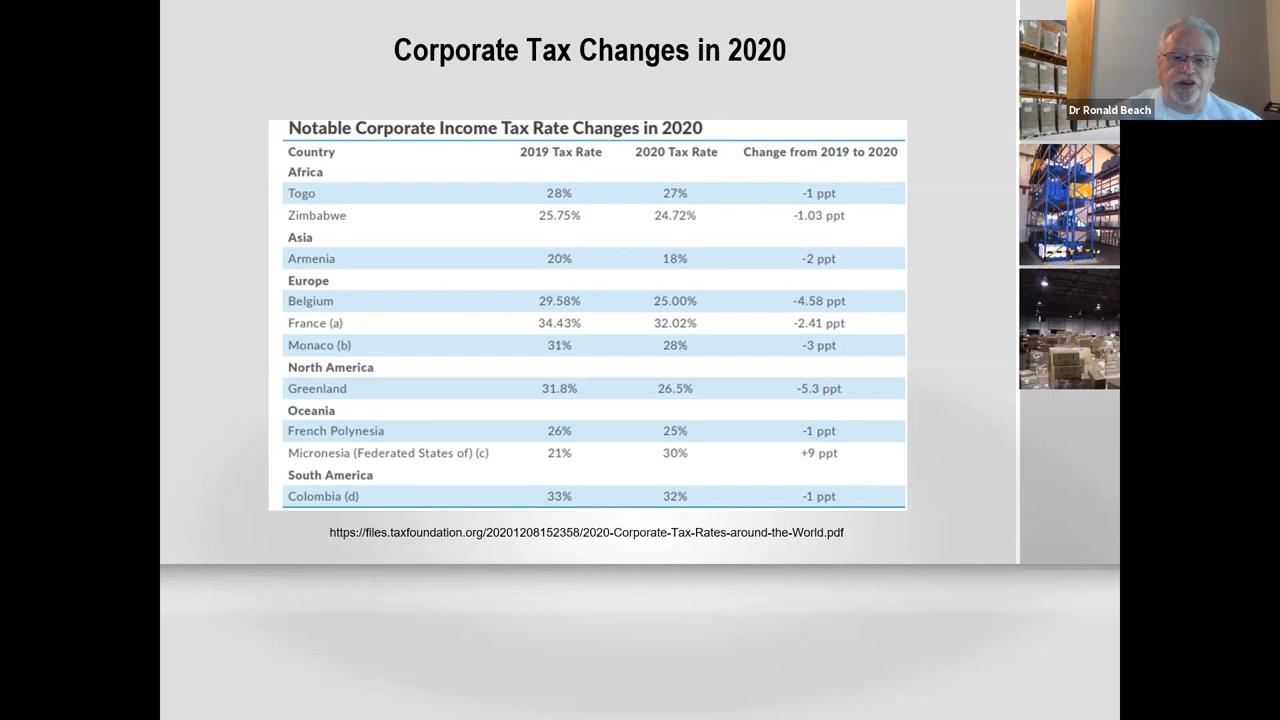 Corporate Tax Changes in 2020
Dr Ronald Beach
Notable Corporate Income Tax Rate Changes in 2020
Country 2019 Tax Rate 2020 Tax Rate Change from 2019 to 2020
Africa
Togo 28% 27% -1 ppt
Zimbabwe 25.75% 24.72% -1.03 ppt
Asia
Armenia 20% 18% -2 ppt
Europe
Belgium 29.58% 25.00% -4.58 ppt
France (a) 34.43% 32.02% -2.41 ppt
Monaco (b) 31% 28% -3 ppt
North America
Greenland 31.8% 26.5% -5.3 ppt
Oceania
French Polynesia 26% 25% -1 ppt
Micronesia (Federated States of) (c) 21% 30% +9 ppt
South America
Colombia (d) 33% 32% -1 ppt
https://files.taxfoundation.org/20201208152358/2020-Corporate-Tax-Rates-around-the-World.pdf